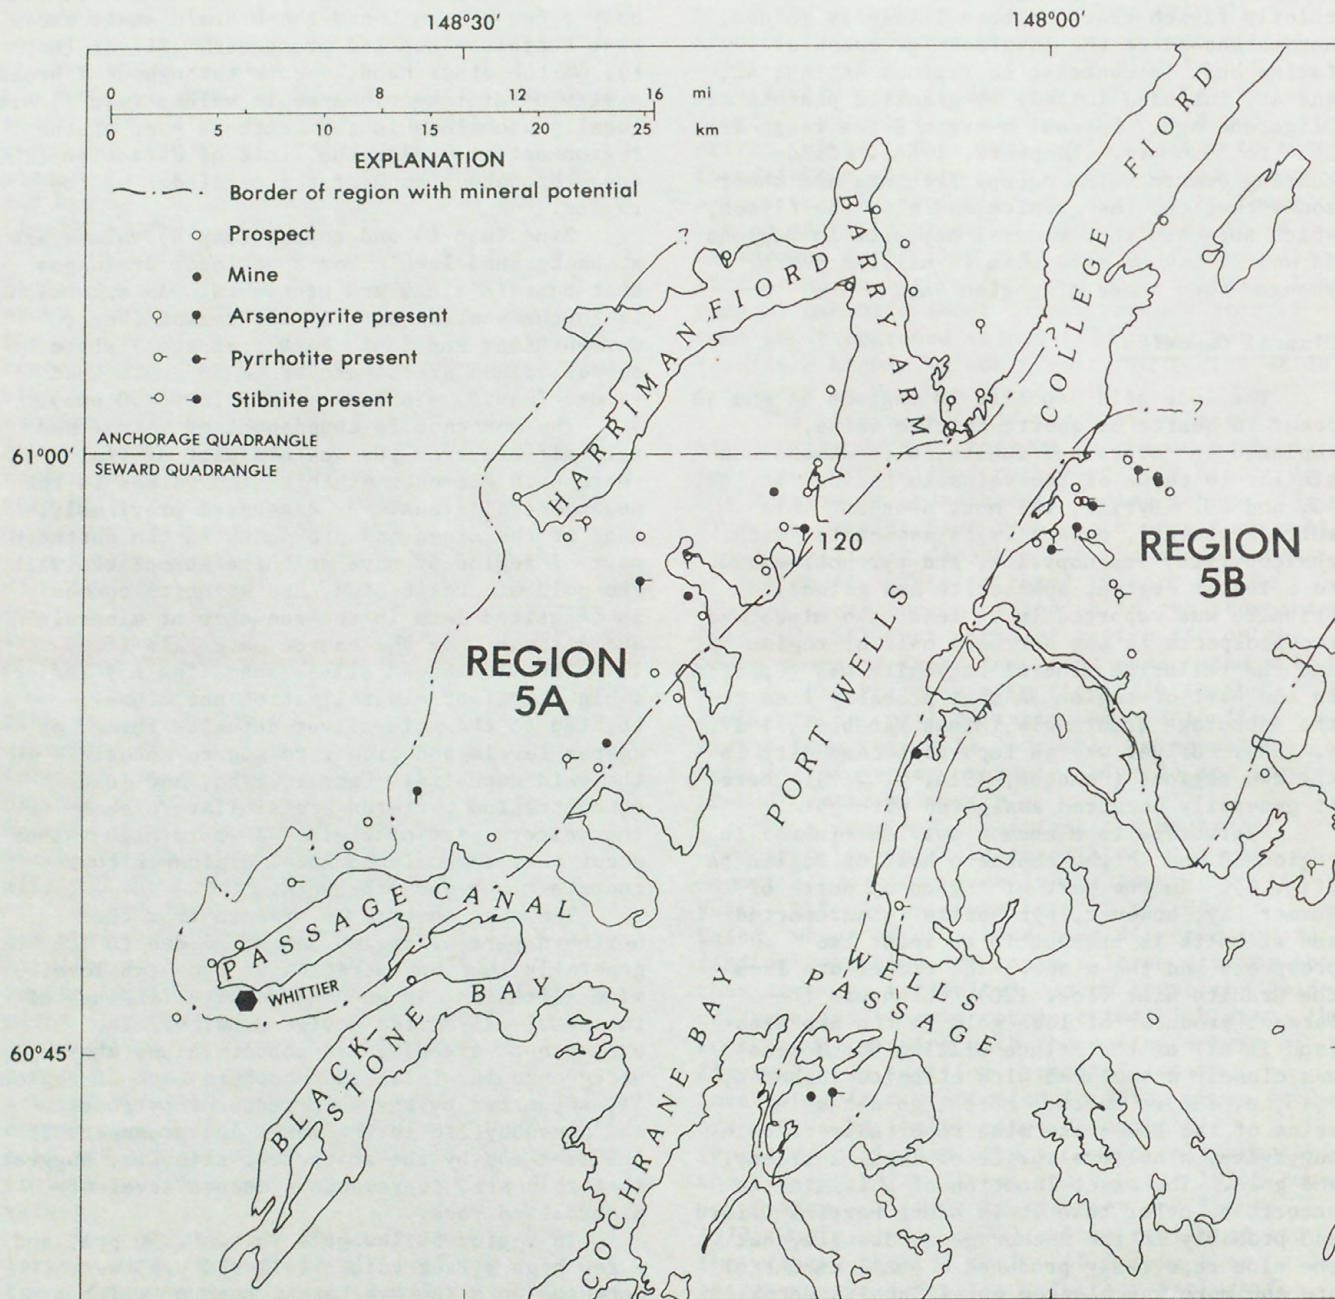 148°30′ 148°00′
0 8 12 16 mi
0 5 10 15 20 25 km
EXPLANATION
Border of region with mineral potential
Prospect
Mine
Arsenopyrite present
Pyrrhotite present
Stibnite present
ANCHORAGE QUADRANGLE
61°00′
SEWARD QUADRANGLE
COLLEGE FIORD
BARRY ARM
HARRIMAN FIORD
?
?
?
120
REGION
5B
REGION
5A
PORT WELLS
PASSAGE CANAL
WHITTIER
BLACKSTONE BAY
WELLS
PASSAGE
60°45′
COCHRANE BAY